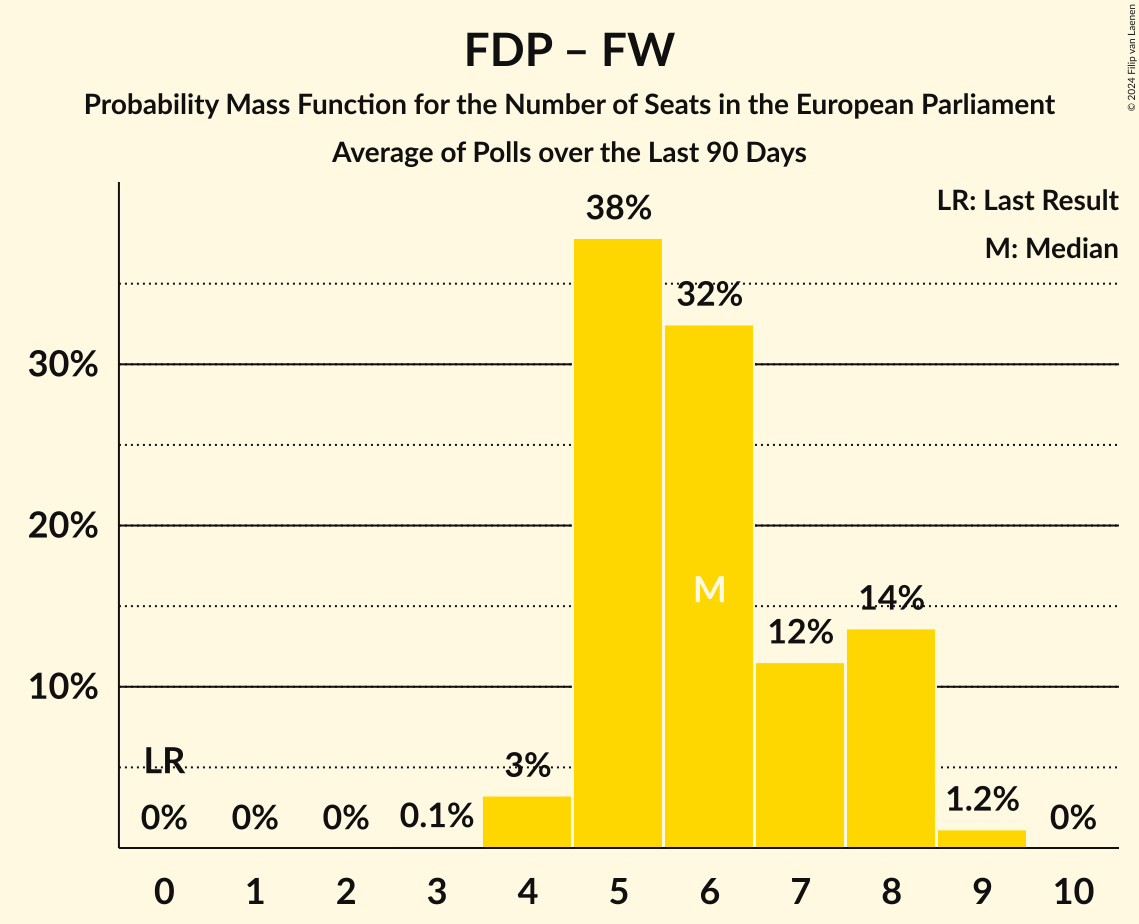 FDP – FW
Probability Mass Function for the Number of Seats in the European Parliament
Average of Polls over the Last 90 Days
© 2024 Filip van Laenen
LR: Last Result
M: Median
38%
32%
30%
20%
M
14%
12%
10%
LR
3%
0%
0%
0%
0.1%
1.2%
0%
0 1 2 3 4 5 6 7 8 9 10